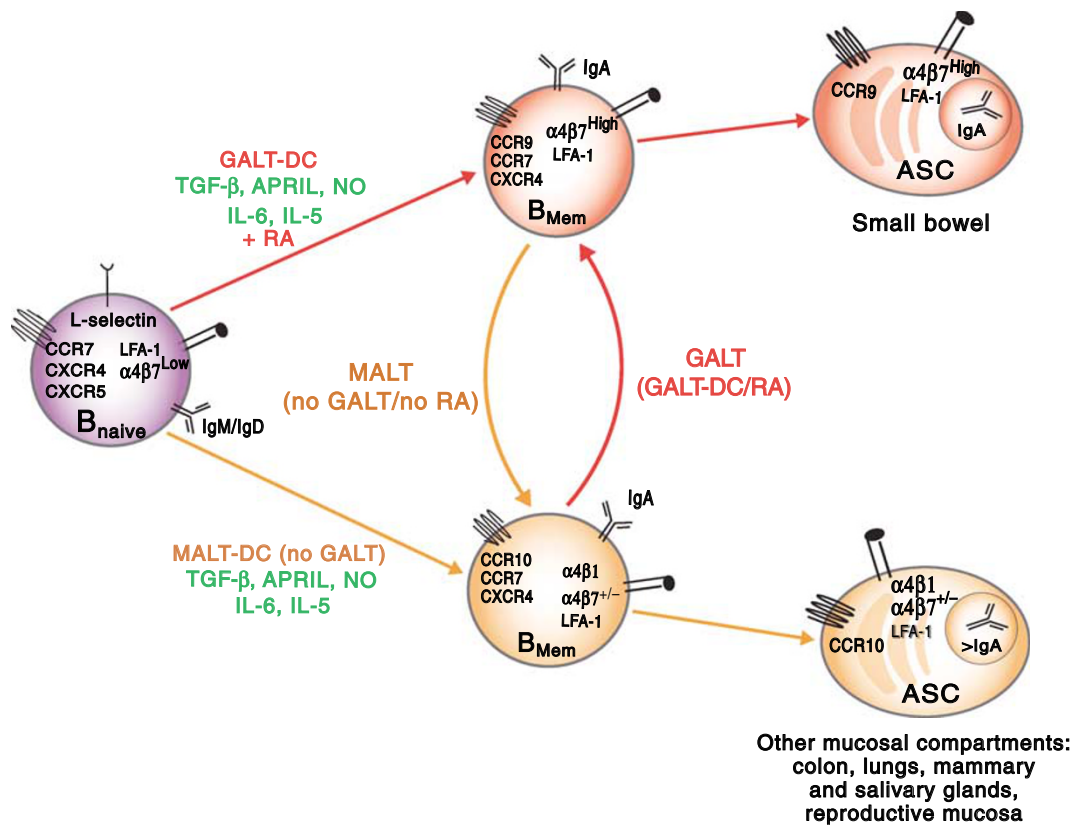 GALT-DC
TGF-β, APRIL, NO
IL-6, IL-5
+ RA
L-selectin
CCR7
CXCR4
CXCR5
LFA-1
α4β7Low
Bnaive
IgM/IgD
IgA
CCR9
CCR7
CXCR4
α4β7High
LFA-1
BMem
CCR9
α4β7High
LFA-1
IgA
ASC
Small bowel
MALT
(no GALT/no RA)
GALT
(GALT-DC/RA)
MALT-DC (no GALT)
TGF-β, APRIL, NO
IL-6, IL-5
IgA
CCR10
CCR7
CXCR4
α4β1
α4β7+/–
LFA-1
BMem
α4β1
α4β7+/–
LFA-1
CCR10
>IgA
ASC
Other mucosal compartments:
colon, lungs, mammary
and salivary glands,
reproductive mucosa